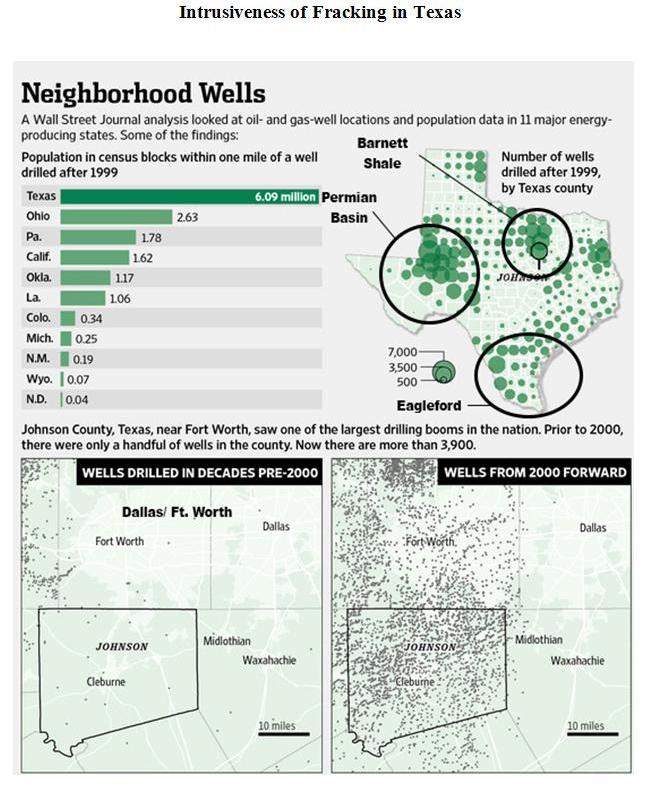 Intrusiveness of Fracking in Texas
Neighborhood Wells
A Wall Street Journal analysis looked at oil- and gas-well locations and population data in 11 major energy-
producing states. Some of the findings:
Population in census blocks within one mile of a well
drilled after 1999
Texas 6.09 million
Ohio 2.63
Pa. 1.78
Calif. 1.62
Okla. 1.17
La. 1.06
Colo. 0.34
Mich. 0.25
N.M. 0.19
Wyo. 0.07
N.D. 0.04
Barnett
Shale
Number of wells
drilled after 1999,
by Texas county
Permian
Basin
JOHNSON
7,000
3,500
500
Eagleford
Johnson County, Texas, near Fort Worth, saw one of the largest drilling booms in the nation. Prior to 2000,
there were only a handful of wells in the county. Now there are more than 3,900.
WELLS DRILLED IN DECADES PRE-2000
Dallas/ Ft. Worth
Dallas
Fort Worth
JOHNSON
Midlothian
Waxahachie
Cleburne
10 miles
WELLS FROM 2000 FORWARD
Dallas
Fort Worth
JOHNSON
Midlothian
Waxahachie
Cleburne
10 miles